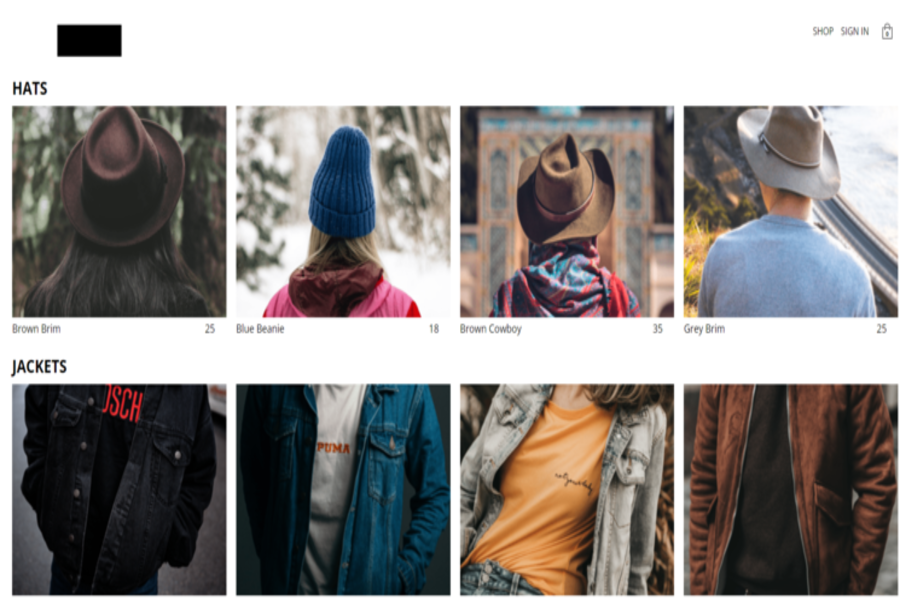 SHOP SIGN IN
0
HATS
Brown Brim 25
Blue Beanie 18
Brown Cowboy 35
Grey Brim 25
JACKETS
OSCH
PUMA